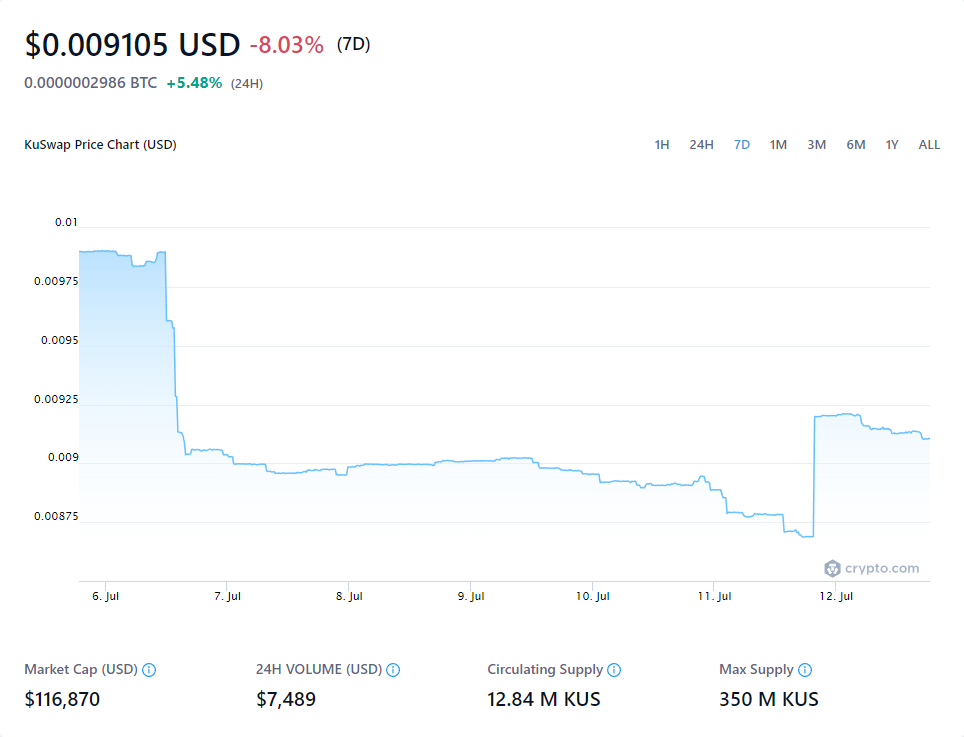 $0.009105 USD -8.03% (7D)
0.0000002986 BTC +5.48% (24H)
KuSwap Price Chart (USD) 1H 24H 7D 1M 3M 6M 1Y ALL
0.01
0.00975
0.0095
0.00925
0.009
0.00875
crypto.com
6. Jul 7. Jul 8. Jul 9. Jul 10. Jul 11. Jul 12. Jul
Market Cap (USD) 24H VOLUME (USD) Circulating Supply Max Supply
$116,870 $7,489 12.84 M KUS 350 M KUS